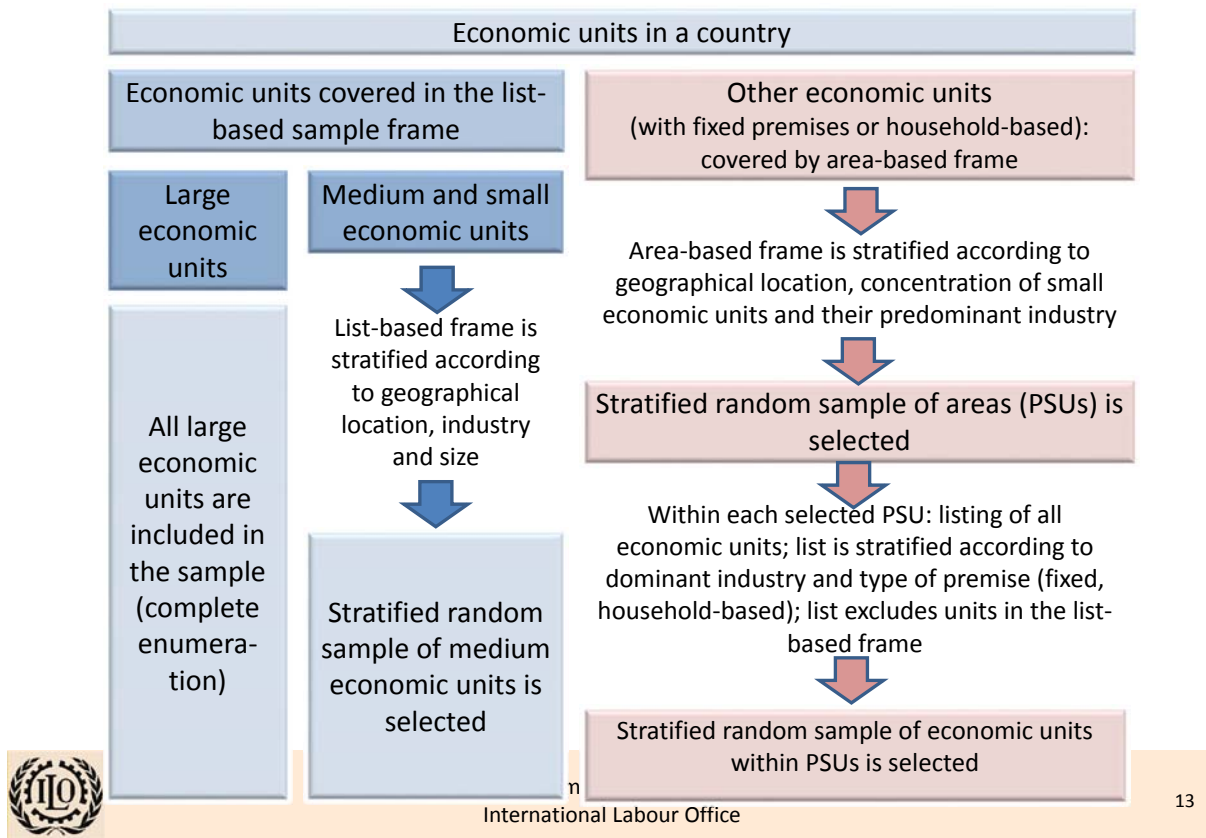 Economic units in a country
Economic units covered in the list-
based sample frame
Large
economic
units
All large
economic
units are
included in
the sample
(complete
enumera-
tion)
Medium and small
economic units
List-based frame is
stratified according
to geographical
location, industry
and size
Stratified random
sample of medium
economic units is
selected
Other economic units
(with fixed premises or household-based):
covered by area-based frame
Area-based frame is stratified according to
geographical location, concentration of small
economic units and their predominant industry
Stratified random sample of areas (PSUs) is
selected
Within each selected PSU: listing of all
economic units; list is stratified according to
dominant industry and type of premise (fixed,
household-based); list excludes units in the list-
based frame
Stratified random sample of economic units
within PSUs is selected
ILO
International Labour Office
13